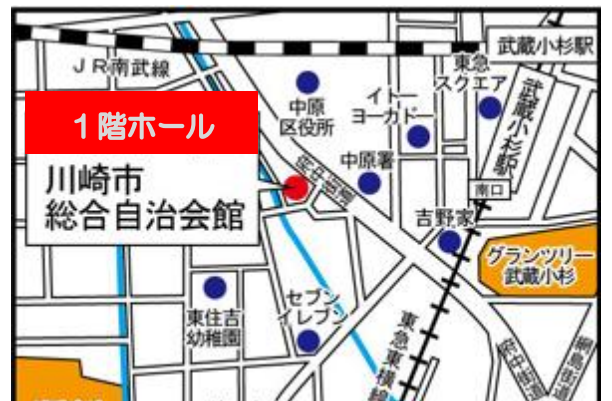 武蔵小杉駅
JR南武線
東急
スクエア
武蔵小杉駅
中原
区役所
イトー
ヨーカドー
1階ホール
川崎市
総合自治会館
中原署
南口
吉野家
グランツリー
武蔵小杉
東住吉
幼稚園
セブン
イレブン
東急東横線
綱島街道